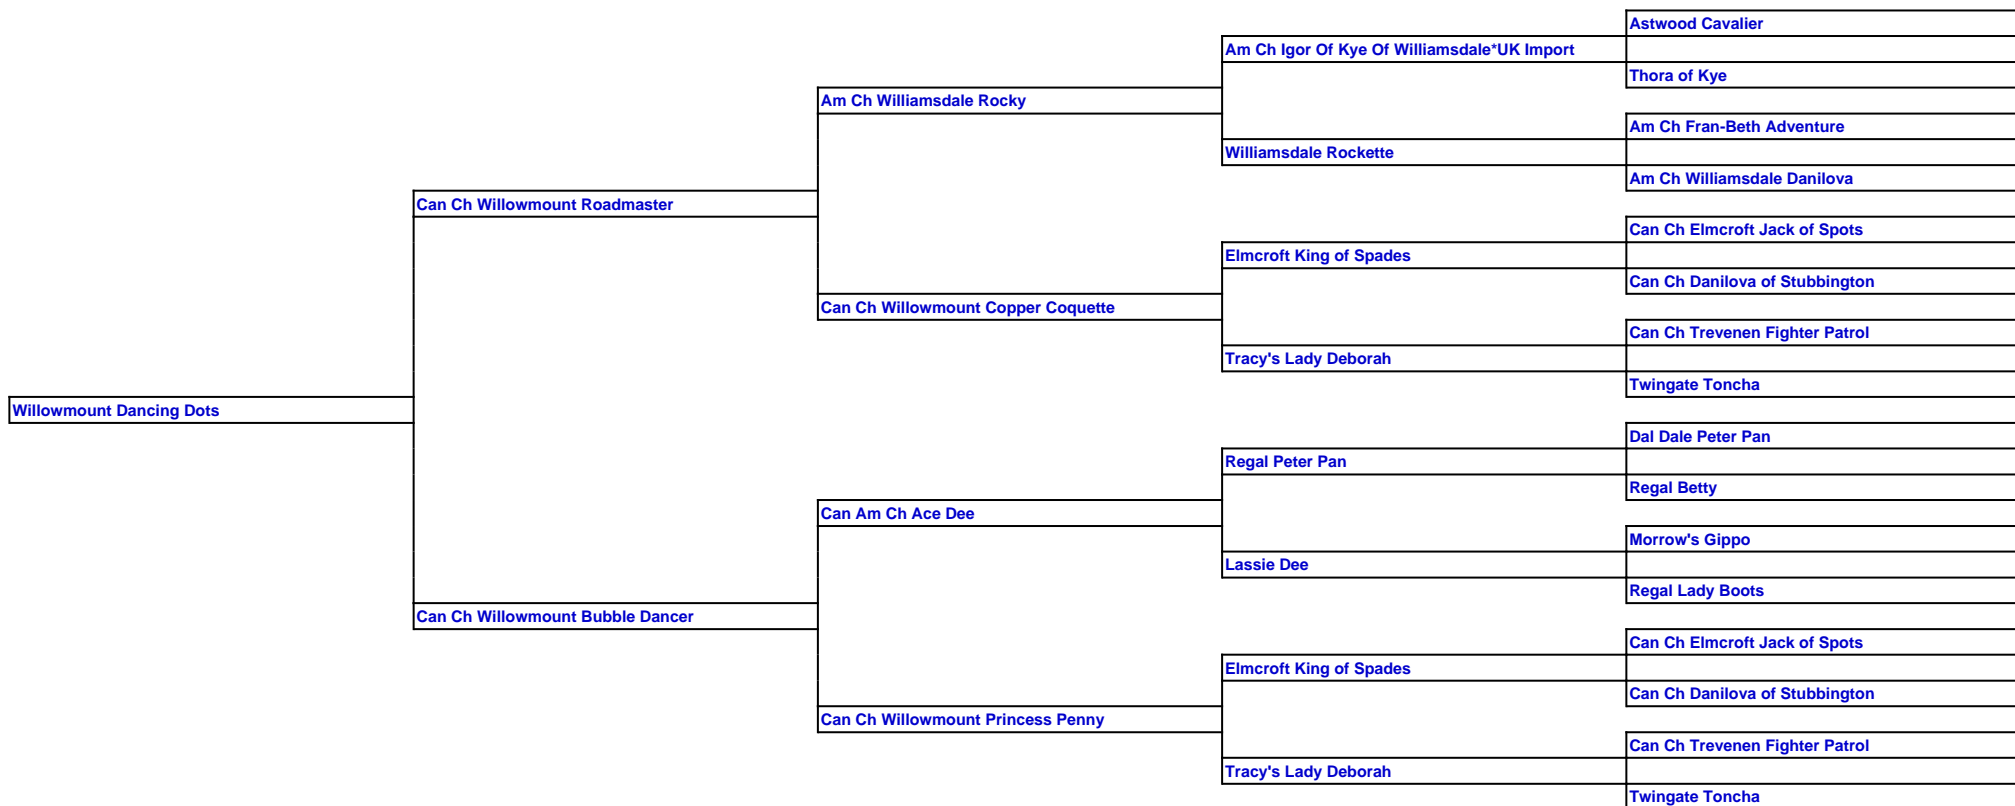 Astwood Cavalier
Am Ch Igor Of Kye Of Williamsdale*UK Import
Thora of Kye
Am Ch Williamsdale Rocky
Am Ch Fran-Beth Adventure
Williamsdale Rockette
Am Ch Williamsdale Danilova
Can Ch Willowmount Roadmaster
Can Ch Elmcroft Jack of Spots
Elmcroft King of Spades
Can Ch Danilova of Stubbington
Can Ch Willowmount Copper Coquette
Can Ch Trevenen Fighter Patrol
Tracy's Lady Deborah
Twingate Toncha
Willowmount Dancing Dots
Dal Dale Peter Pan
Regal Peter Pan
Regal Betty
Can Am Ch Ace Dee
Morrow's Gippo
Lassie Dee
Regal Lady Boots
Can Ch Willowmount Bubble Dancer
Can Ch Elmcroft Jack of Spots
Elmcroft King of Spades
Can Ch Danilova of Stubbington
Can Ch Willowmount Princess Penny
Can Ch Trevenen Fighter Patrol
Tracy's Lady Deborah
Twingate Toncha